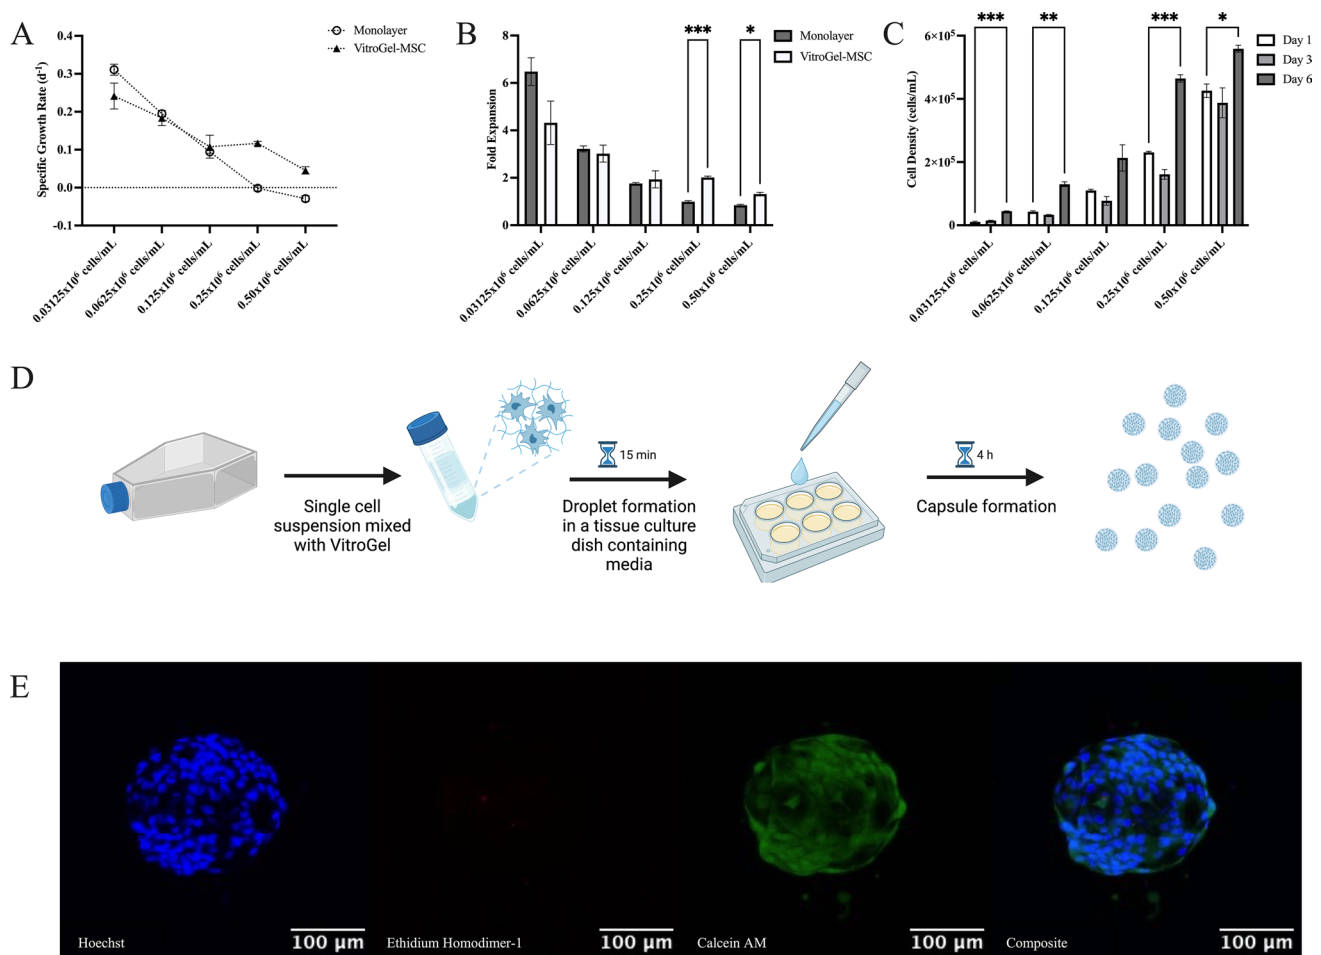 A
Specific Growth Rate (d⁻¹)
0.4
0.3
0.2
0.1
0.0
-0.1
Monolayer
VitroGel-MSC
0.03125x10⁶ cells/mL
0.0625x10⁶ cells/mL
0.125x10⁶ cells/mL
0.25x10⁶ cells/mL
0.50x10⁶ cells/mL
B
Fold Expansion
8
6
4
2
0
***
*
Monolayer
VitroGel-MSC
0.03125x10⁶ cells/mL
0.0625x10⁶ cells/mL
0.125x10⁶ cells/mL
0.25x10⁶ cells/mL
0.50x10⁶ cells/mL
C
Cell Density (cells/mL)
6×10⁵
4×10⁵
2×10⁵
0
***
**
***
*
Day 1
Day 3
Day 6
0.03125x10⁶ cells/mL
0.0625x10⁶ cells/mL
0.125x10⁶ cells/mL
0.25x10⁶ cells/mL
0.50x10⁶ cells/mL
D
Single cell
suspension mixed
with VitroGel
15 min
Droplet formation
in a tissue culture
dish containing
media
4 h
Capsule formation
E
Hoechst
100 μm
Ethidium Homodimer-1
100 μm
Calcein AM
100 μm
Composite
100 μm